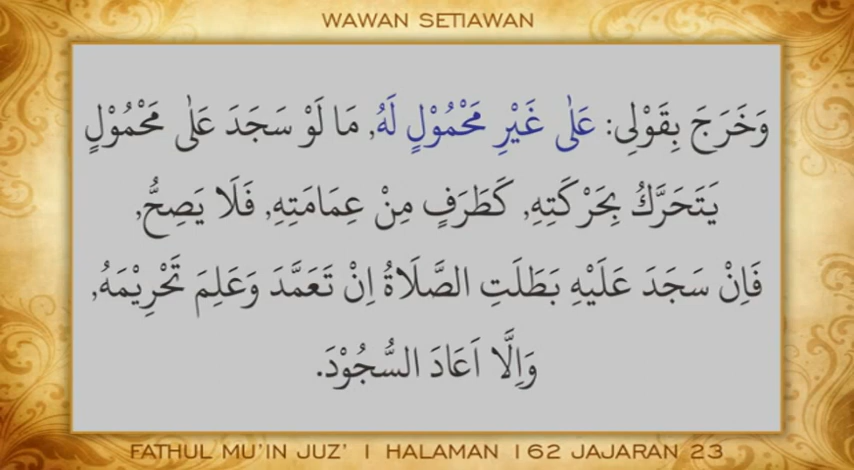 WAWAN SETIAWAN
وَخَرَجَ بِقَوْلِى: عَلٰى غَيْرِ مَحْمُوْلٍ لَهُ, مَا لَوْ سَجَدَ عَلٰى مَحْمُوْلٍ
يَتَحَرَّكُ بِحَرْكَتِهِ, كَطَرَفٍ مِنْ عِمَامَتِهِ, فَلَا يَصِحُّ,
فَاِنْ سَجَدَ عَلَيْهِ بَطَلَتِ الصَّلَاةُ اِنْ تَعَمَّدَ وَعَلِمَ تَحْرِيْمَهُ,
وَاِلَّا اَعَادَ السُّجُوْدَ.
FATHUL MU'IN JUZ' 1 HALAMAN 162 JAJARAN 23